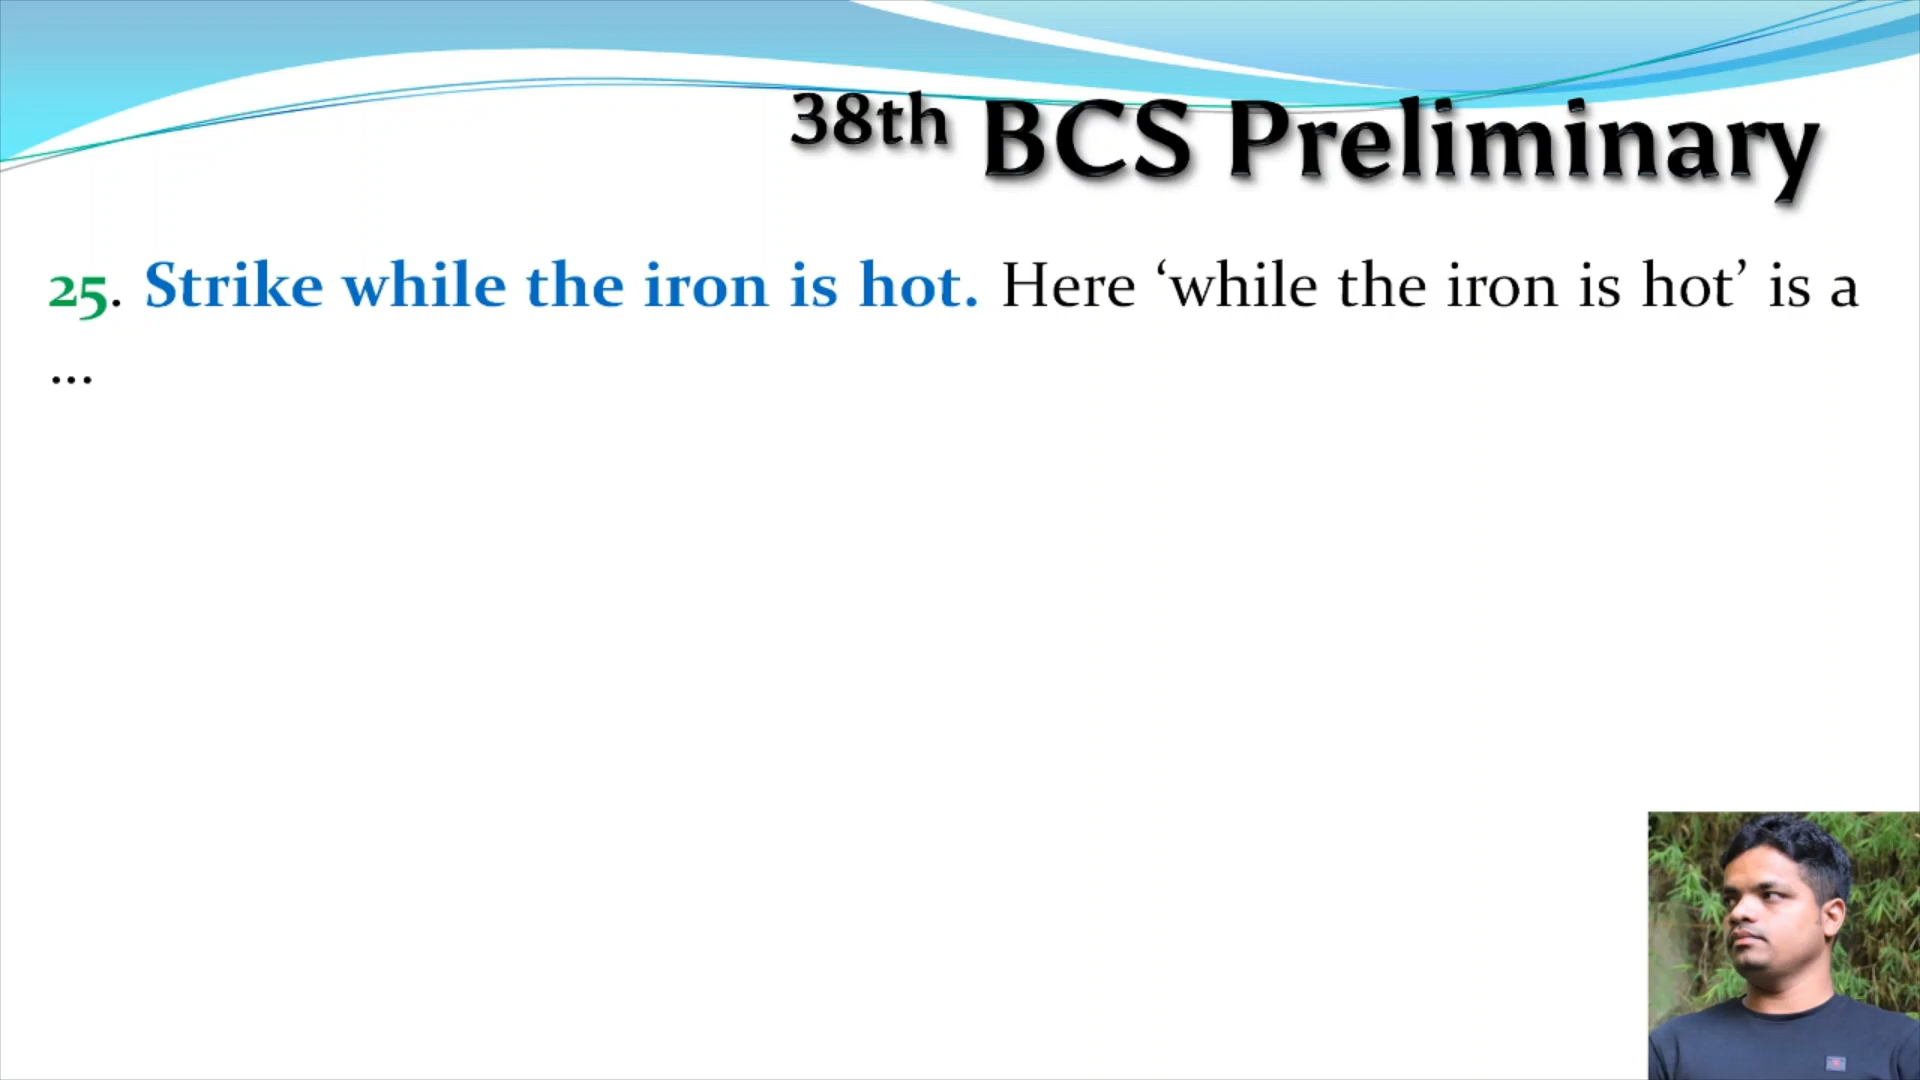 38th BCS Preliminary
25. Strike while the iron is hot. Here ‘while the iron is hot’ is a
...